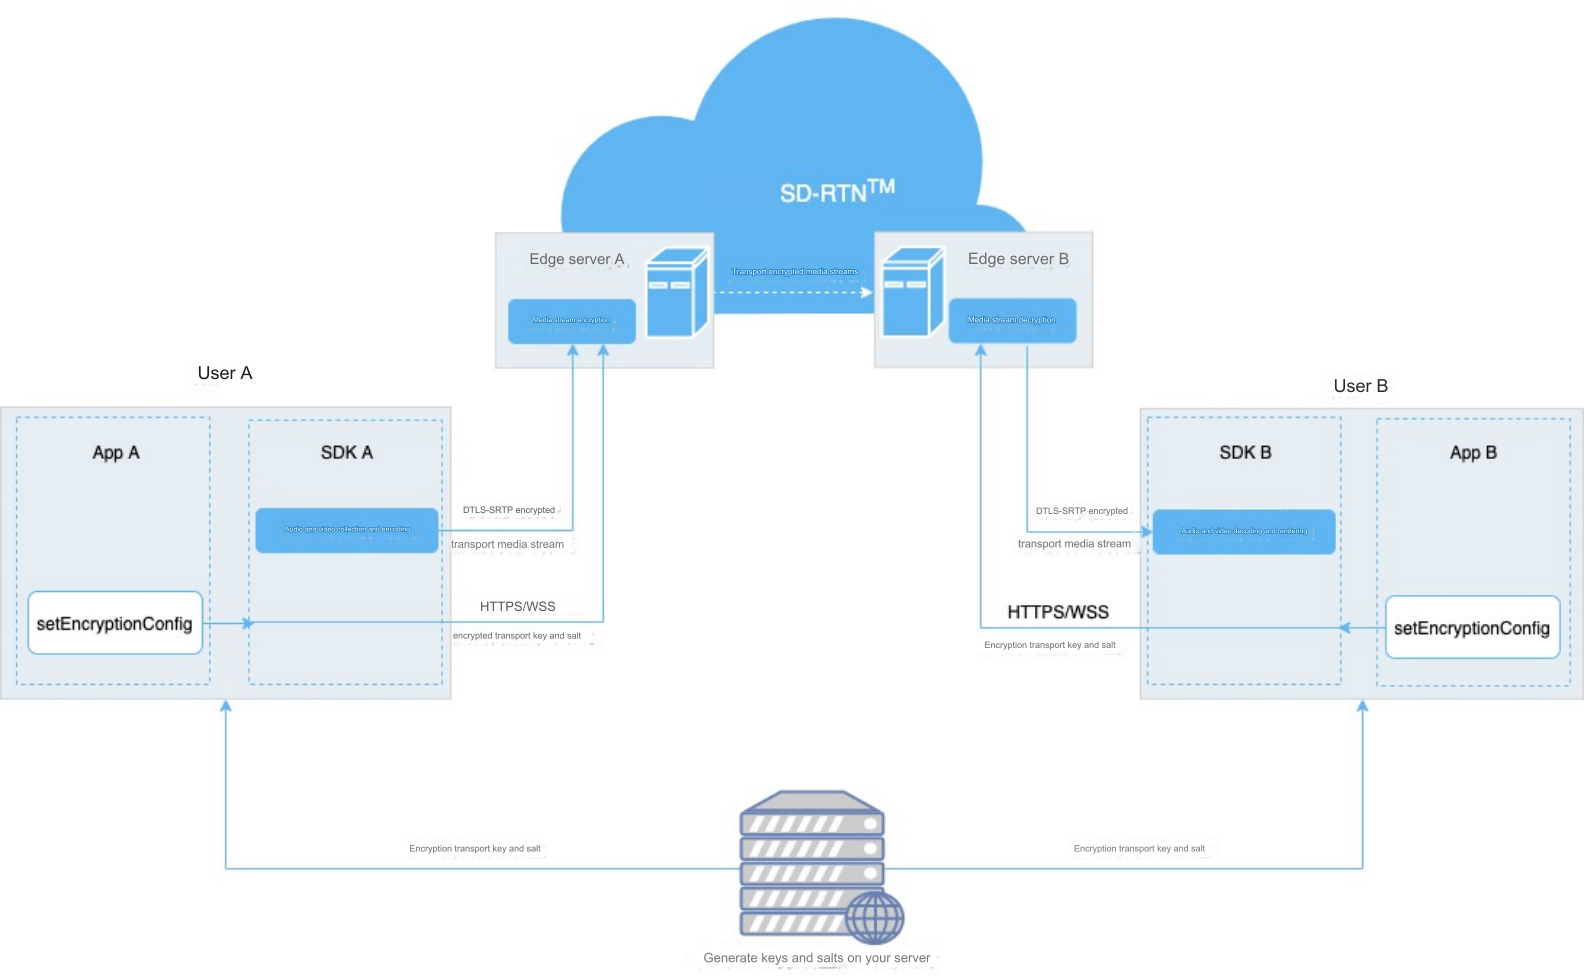 SD-RTN™
Edge server A
Transport encrypted media streams
Edge server B
Media stream encryption
Media stream decryption
User A
User B
App A
SDK A
SDK B
App B
DTLS-SRTP encrypted
Audio and video collection and encoding
transport media stream
DTLS-SRTP encrypted
Audio and video decoding and rendering
transport media stream
HTTPS/WSS
setEncryptionConfig
encrypted transport key and salt
HTTPS/WSS
setEncryptionConfig
Encryption transport key and salt
Encryption transport key and salt
Encryption transport key and salt
Generate keys and salts on your server